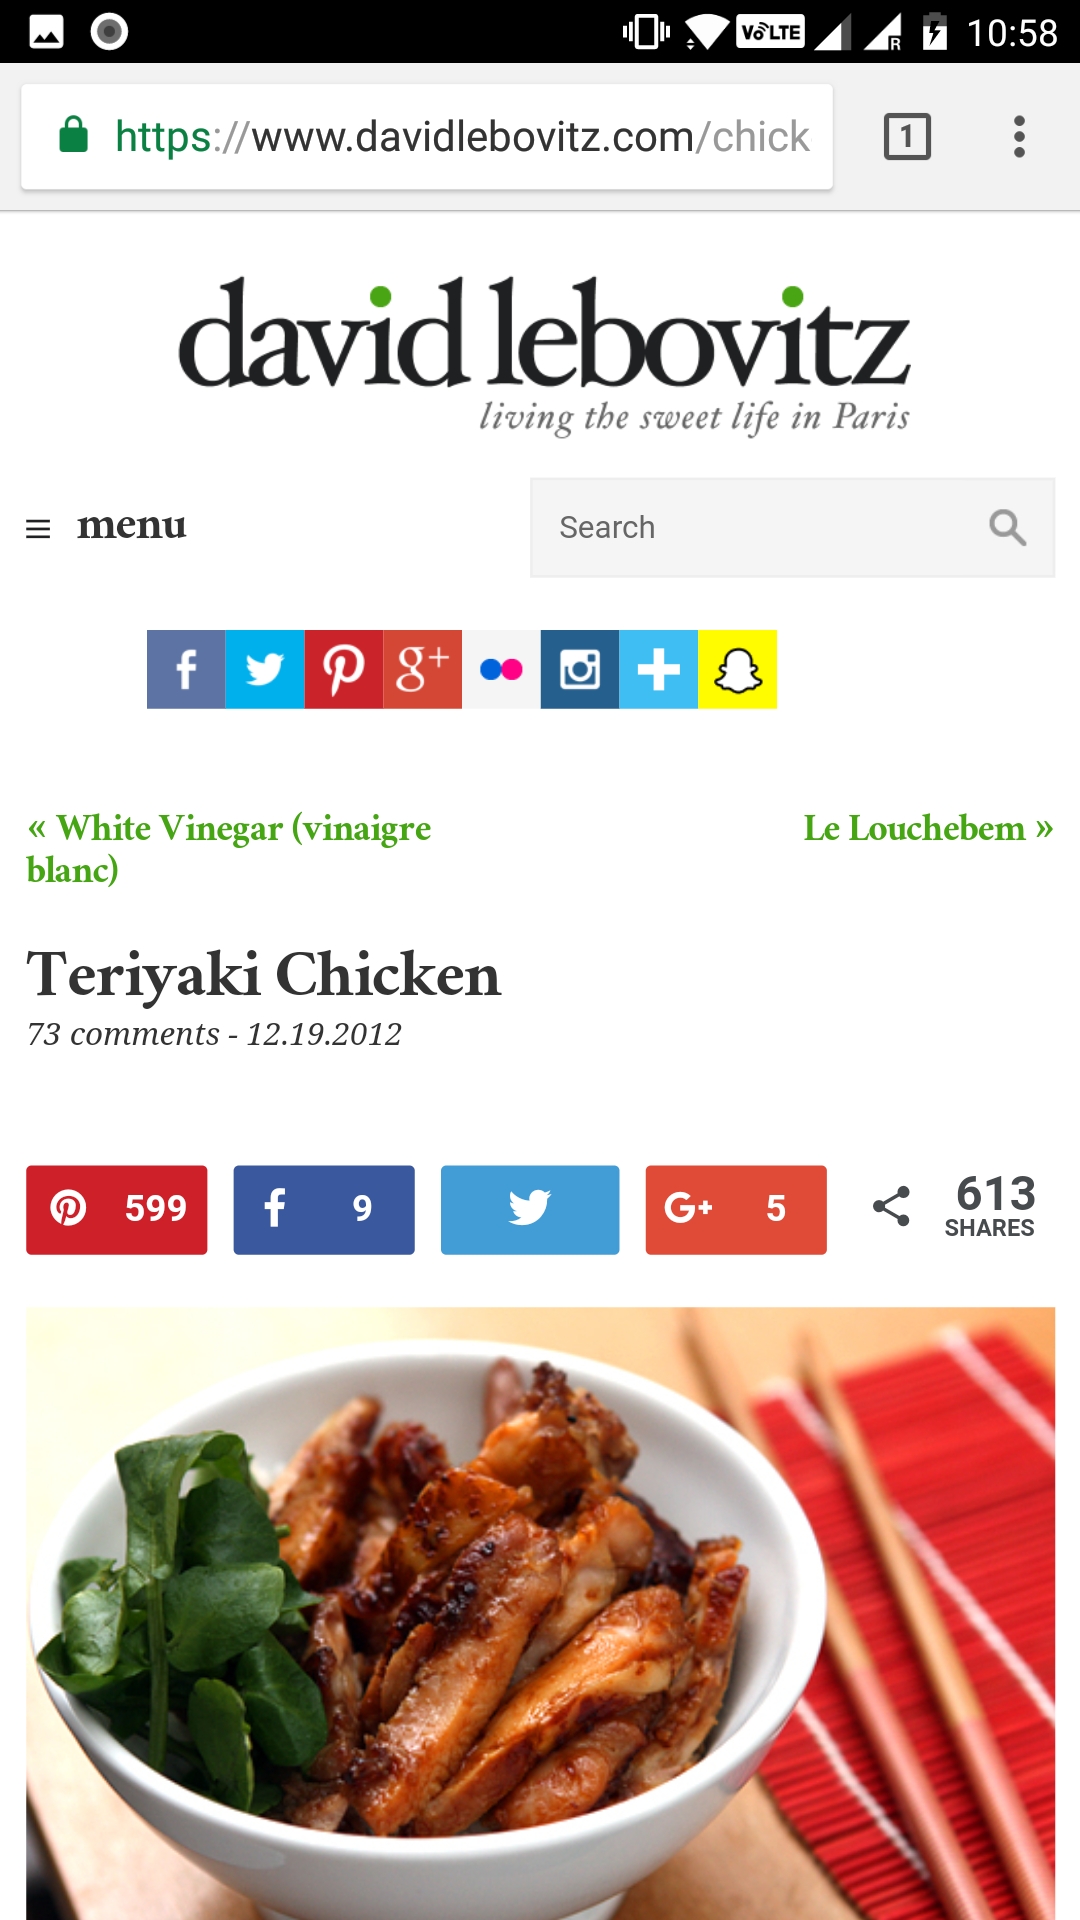 VoLTE R 10:58
https://www.davidlebovitz.com/chick 1
david lebovitz
living the sweet life in Paris
menu
Search
f g+
« White Vinegar (vinaigre
blanc)
Le Louchebem »
Teriyaki Chicken
73 comments - 12.19.2012
599 f 9 G+ 5 613
SHARES